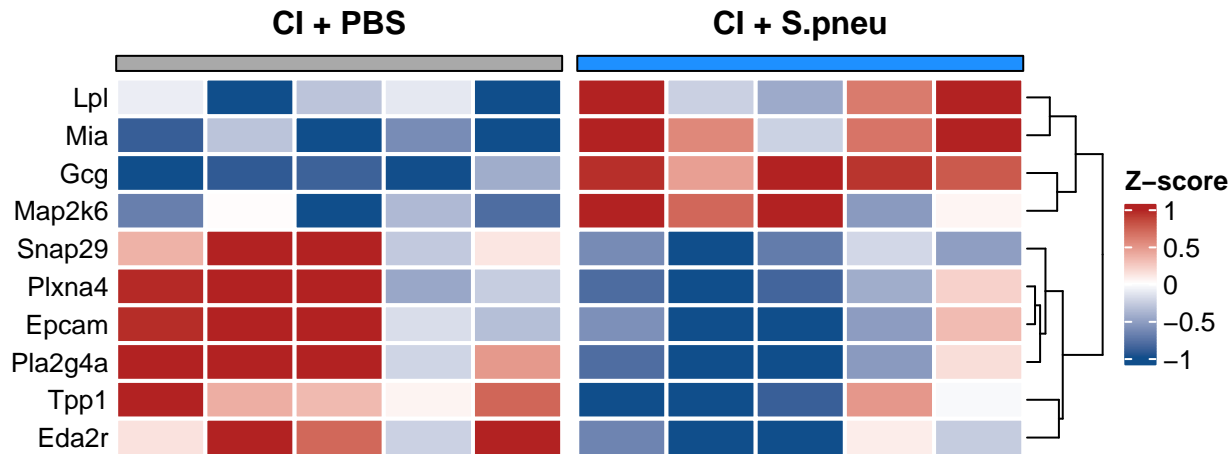 CI + PBS
CI + S.pneu
Lpl
Mia
Gcg
Map2k6
Snap29
Plxna4
Epcam
Pla2g4a
Tpp1
Eda2r
Z−score
1
0.5
0
−0.5
−1